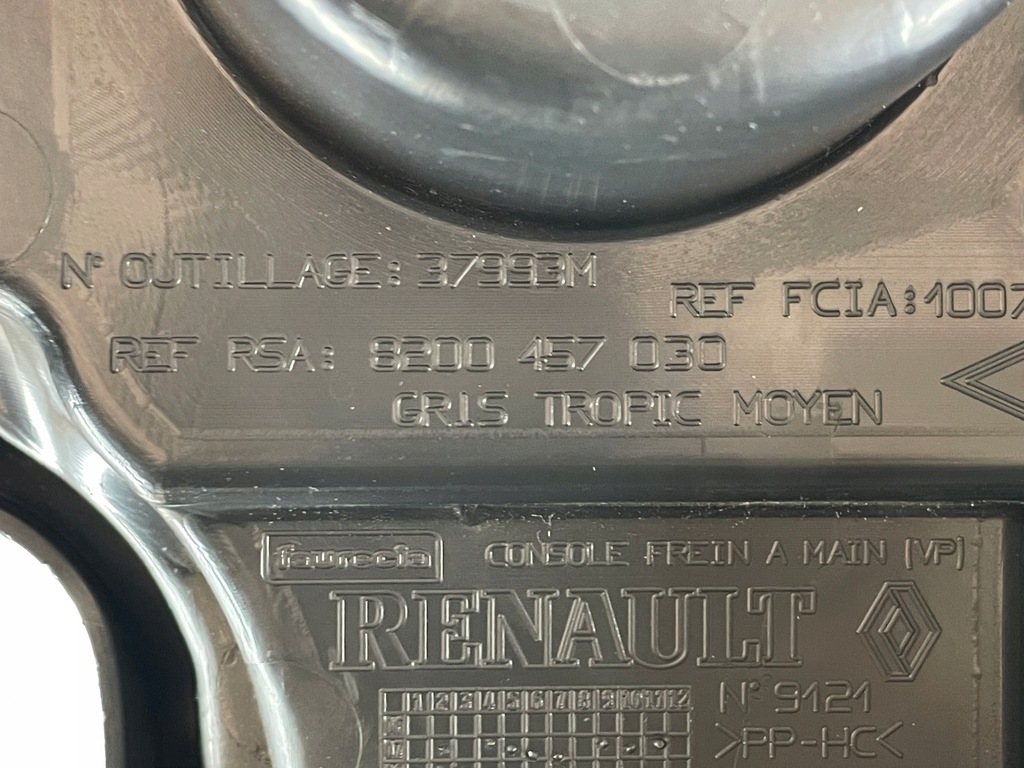 N° OUTILLAGE: 37993M
REF FCIA:1007
REF RSA: 8200 457 030
GRIS TROPIC MOYEN
faurecia CONSOLE FREIN A MAIN (VP)
RENAULT
1 2 3 4 5 6 7 8 9 10 11 12
N° 9121
>PP-HC<